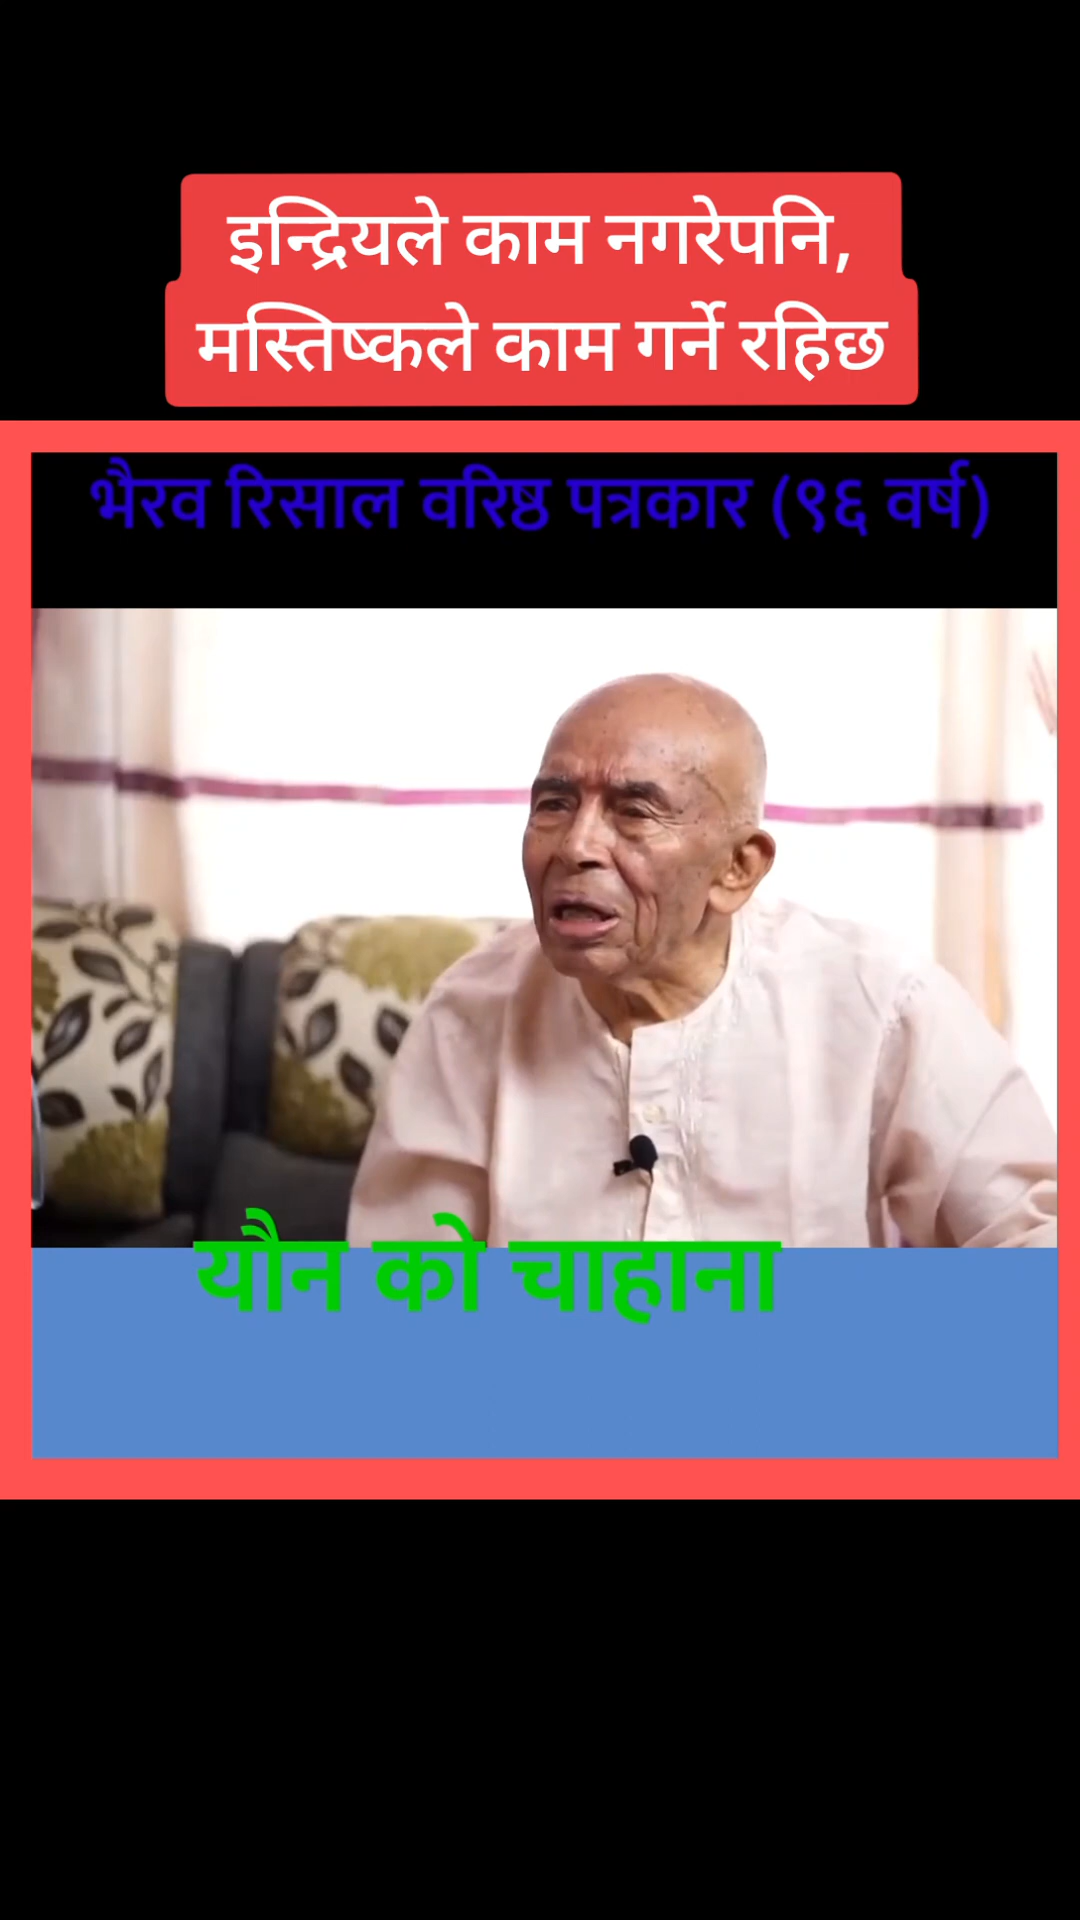 इन्द्रियले काम नगरेपनि,
मस्तिष्कले काम गर्ने रहिछ
भैरव रिसाल वरिष्ठ पत्रकार (९६ वर्ष)
यौन को चाहाना